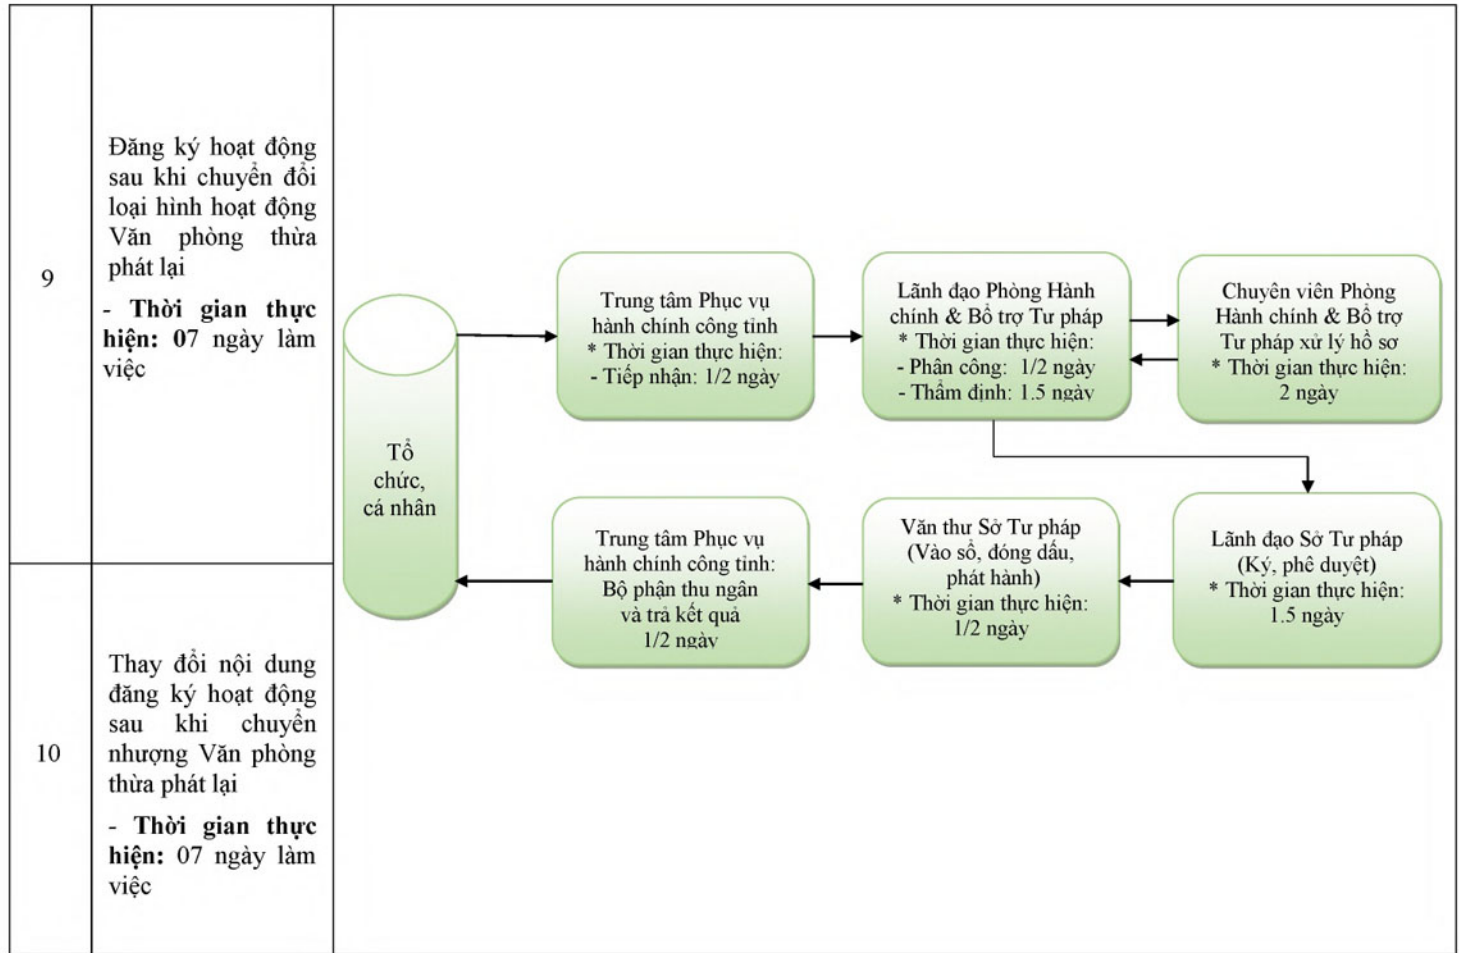 9
Đăng ký hoạt động
sau khi chuyển đổi
loại hình hoạt động
Văn phòng thừa
phát lại
- Thời gian thực
hiện: 07 ngày làm
việc
Tổ
chức,
cá nhân
Trung tâm Phục vụ
hành chính công tỉnh
* Thời gian thực hiện:
- Tiếp nhận: 1/2 ngày
Lãnh đạo Phòng Hành
chính & Bổ trợ Tư pháp
* Thời gian thực hiện:
- Phân công: 1/2 ngày
- Thẩm định: 1.5 ngày
Chuyên viên Phòng
Hành chính & Bổ trợ
Tư pháp xử lý hồ sơ
* Thời gian thực hiện:
2 ngày
Lãnh đạo Sở Tư pháp
(Ký, phê duyệt)
* Thời gian thực hiện:
1.5 ngày
Văn thư Sở Tư pháp
(Vào sổ, đóng dấu,
phát hành)
* Thời gian thực hiện:
1/2 ngày
Trung tâm Phục vụ
hành chính công tỉnh:
Bộ phận thu ngân
và trả kết quả
1/2 ngày
10
Thay đổi nội dung
đăng ký hoạt động
sau khi chuyển
nhượng Văn phòng
thừa phát lại
- Thời gian thực
hiện: 07 ngày làm
việc